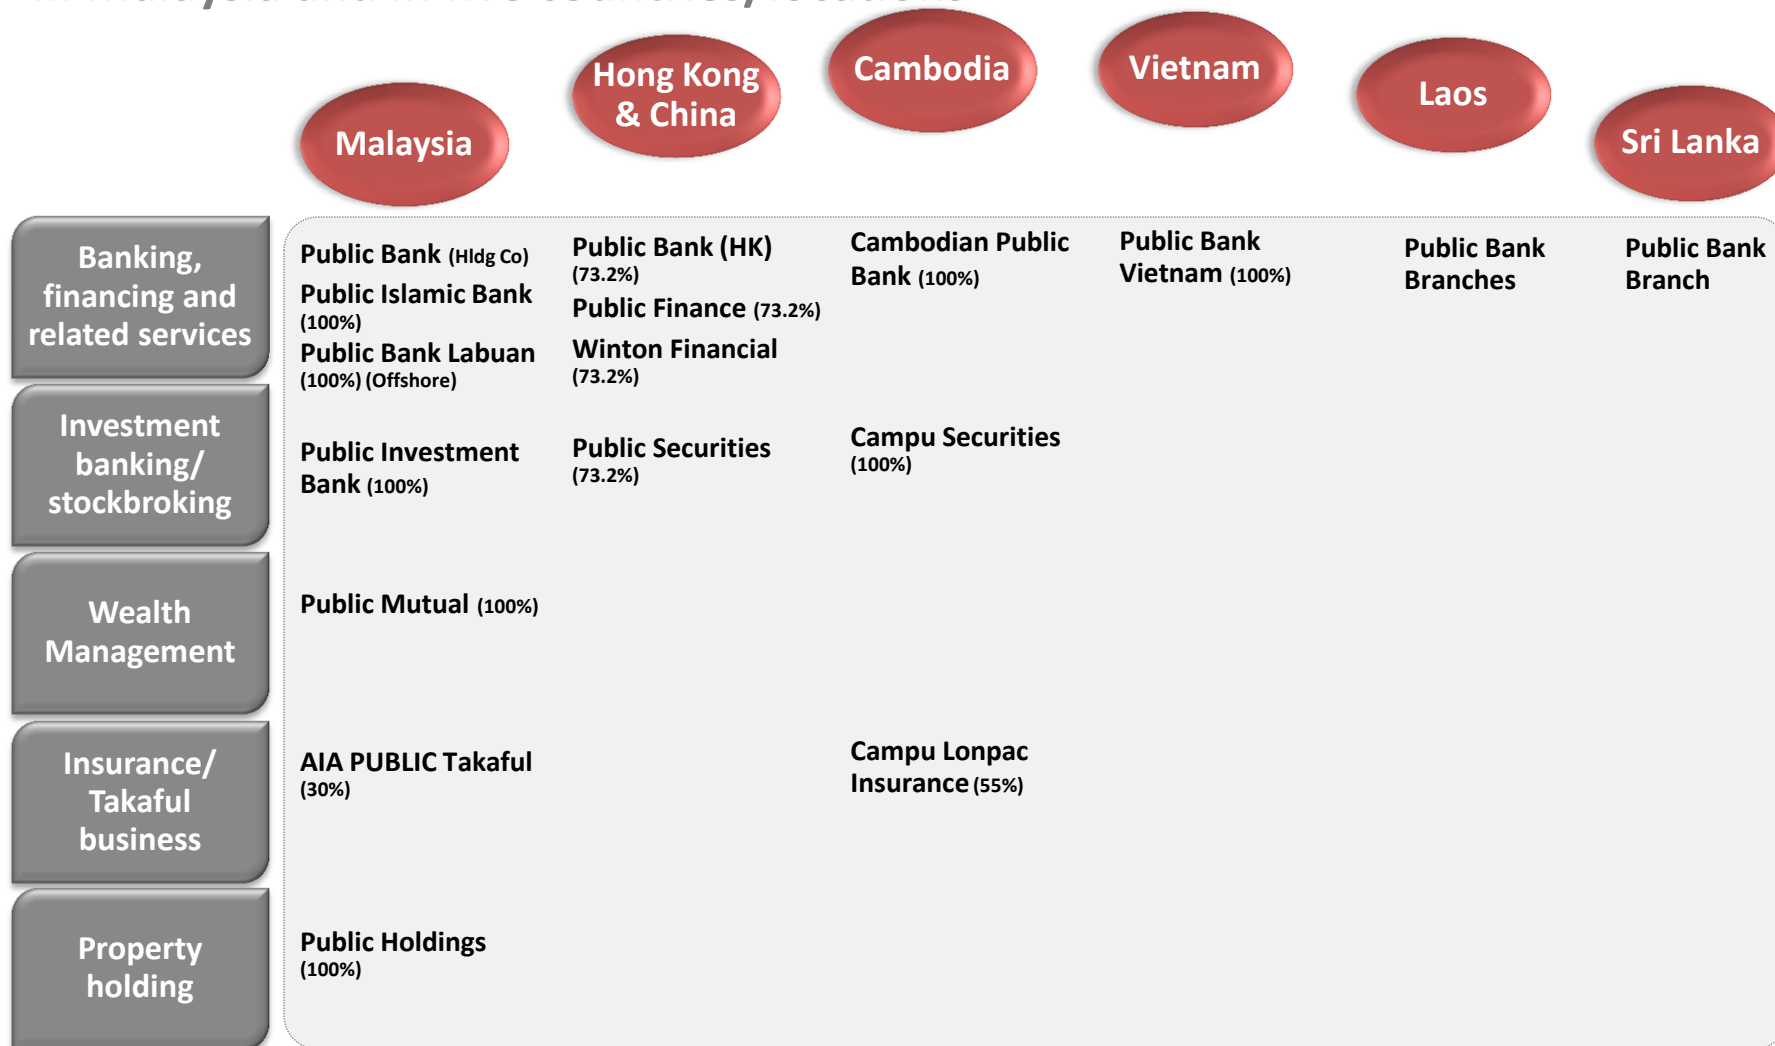 Hong Kong
& China
Cambodia
Vietnam
Laos
Malaysia
Sri Lanka
Banking,
financing and
related services
Public Bank (Hldg Co)
Public Islamic Bank
(100%)
Public Bank Labuan
(100%) (Offshore)
Public Bank (HK)
(73.2%)
Public Finance (73.2%)
Winton Financial
(73.2%)
Cambodian Public
Bank (100%)
Public Bank
Vietnam (100%)
Public Bank
Branches
Public Bank
Branch
Investment
banking/
stockbroking
Public Investment
Bank (100%)
Public Securities
(73.2%)
Campu Securities
(100%)
Wealth
Management
Public Mutual (100%)
Insurance/
Takaful
business
AIA PUBLIC Takaful
(30%)
Campu Lonpac
Insurance (55%)
Property
holding
Public Holdings
(100%)